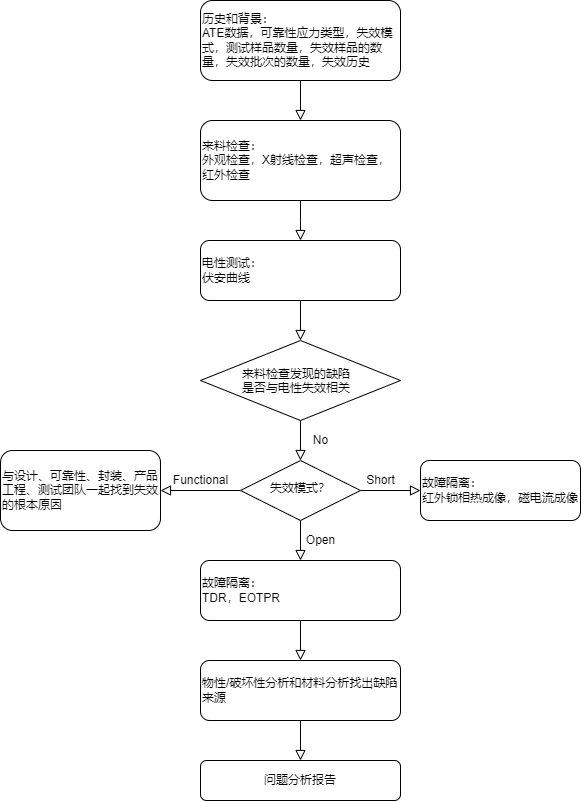 历史和背景：
ATE数据，可靠性应力类型，失效模
式，测试样品数量，失效样品的数
量，失效批次的数量，失效历史
来料检查：
外观检查，X射线检查，超声检查，
红外检查
电性测试：
伏安曲线
来料检查发现的缺陷
是否与电性失效相关
No
与设计、可靠性、封装、产品
工程、测试团队一起找到失效
的根本原因
Functional
失效模式？
Short
故障隔离：
红外锁相热成像，磁电流成像
Open
故障隔离：
TDR，EOTPR
物性/破坏性分析和材料分析找出缺陷
来源
问题分析报告